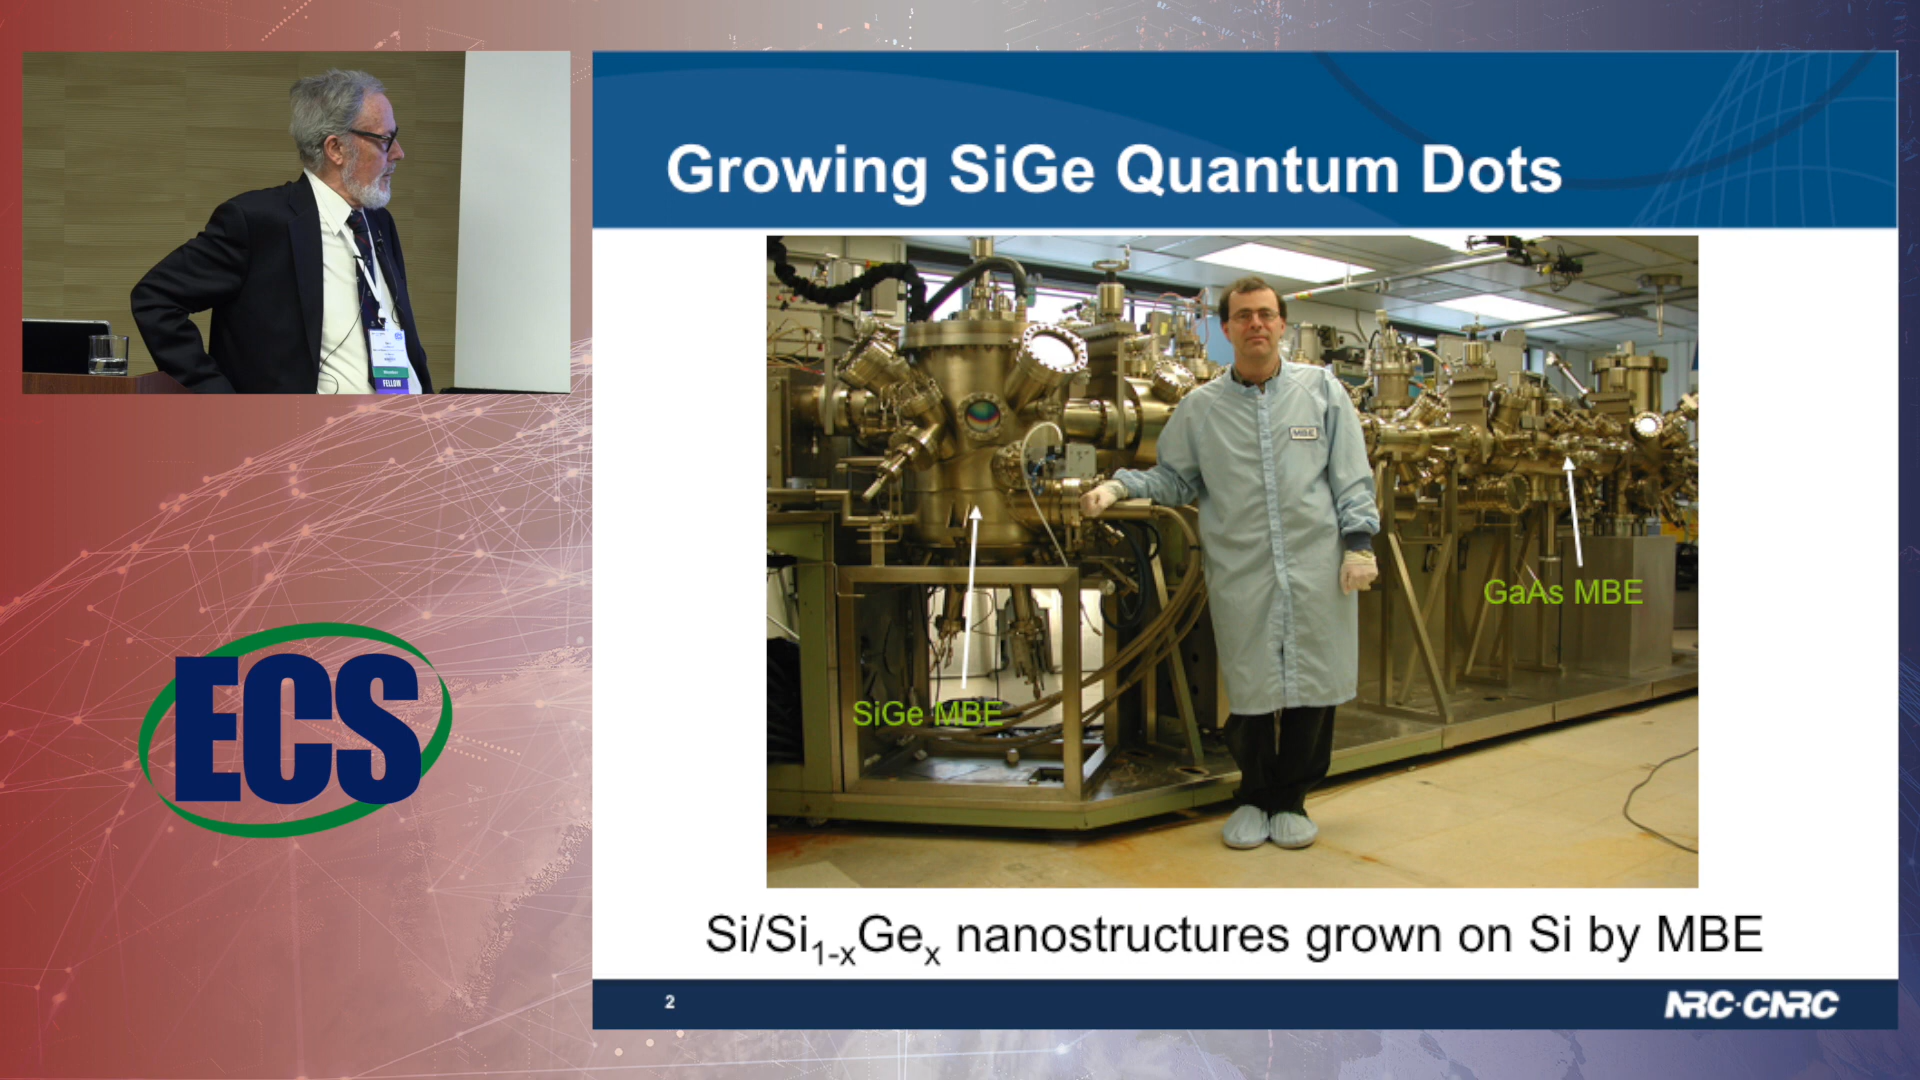 Growing SiGe Quantum Dots
FELLOW
MBE
GaAs MBE
SiGe MBE
ECS
Si/Si₁₋ₓGeₓ nanostructures grown on Si by MBE
2
NRC·CNRC